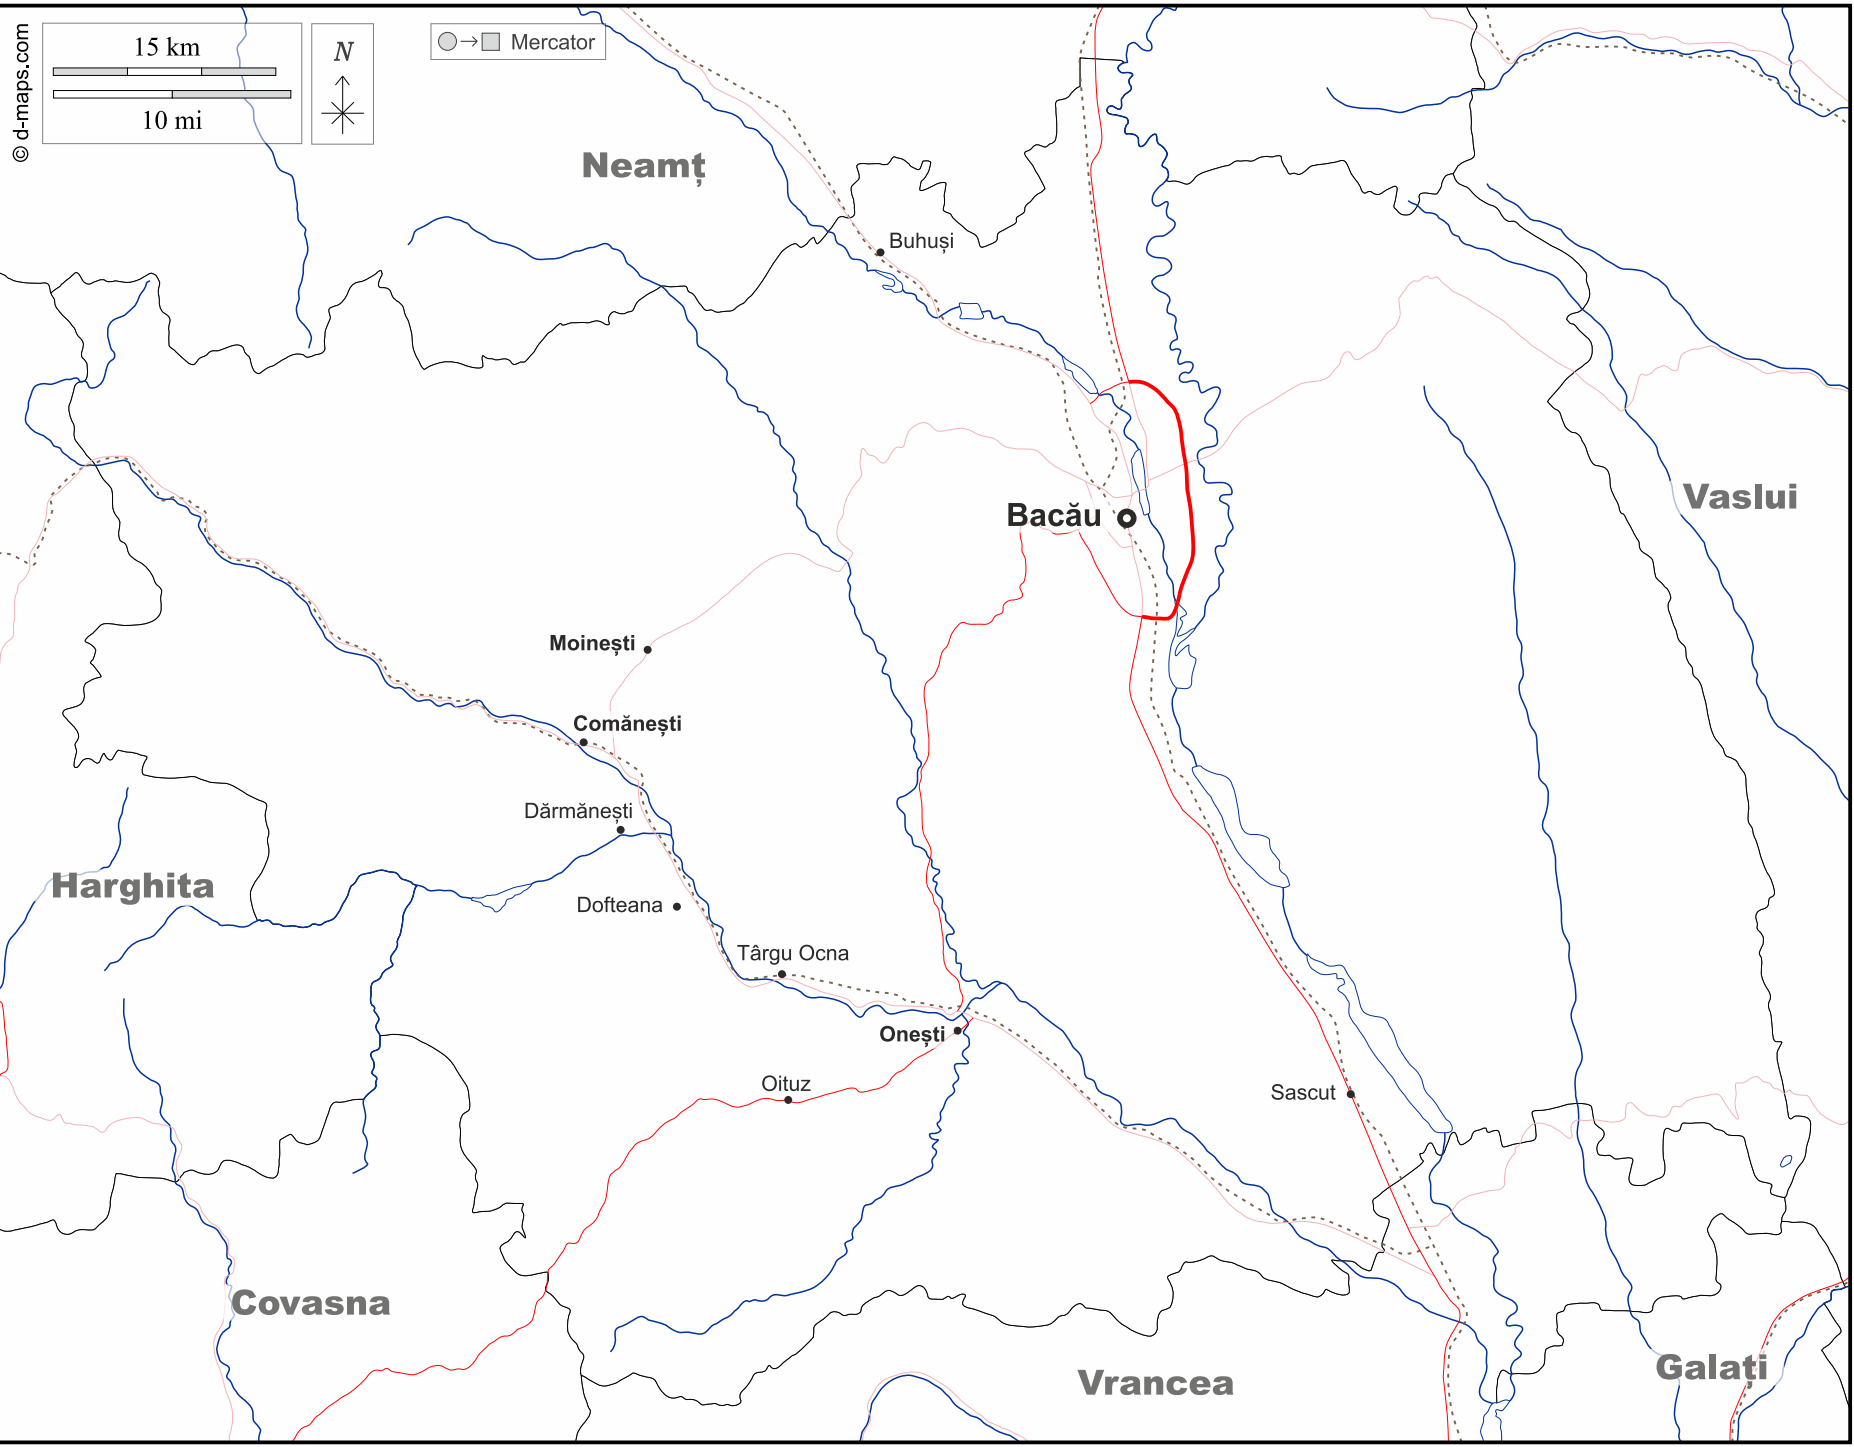 © d-maps.com
15 km
10 mi
N
Mercator
Neamț
Buhuși
Vaslui
Bacău
Moinești
Comănești
Dărmănești
Harghita
Dofteana
Târgu Ocna
Onești
Oituz
Sascut
Covasna
Vrancea
Galați